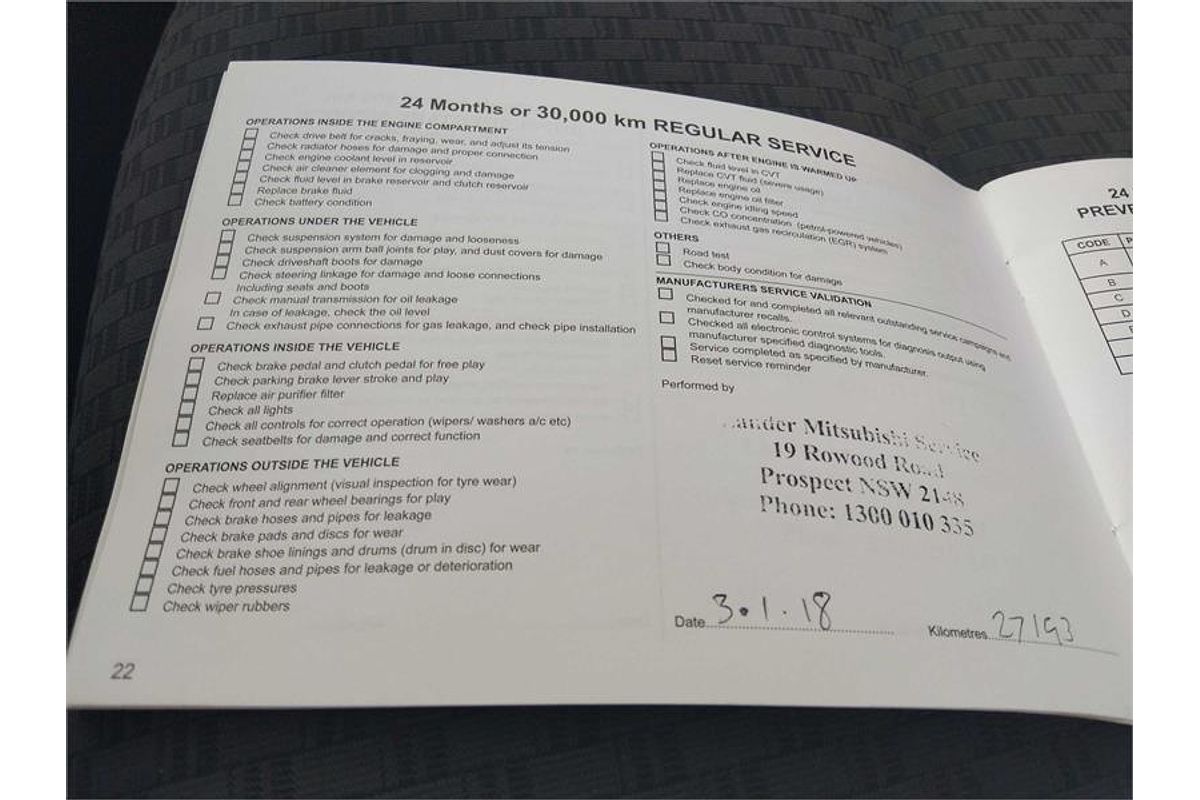 24 Months or 30,000 km REGULAR SERVICE
OPERATIONS INSIDE THE ENGINE COMPARTMENT
Check drive belt for cracks, fraying, wear, and adjust its tension
Check radiator hoses for damage and proper connection
Check engine coolant level in reservoir
Check air cleaner element for clogging and damage
Check fluid level in brake reservoir and clutch reservoir
Replace brake fluid
Check battery condition
OPERATIONS UNDER THE VEHICLE
Check suspension system for damage and looseness
Check suspension arm ball joints for play, and dust covers for damage
Check driveshaft boots for damage
Check steering linkage for damage and loose connections
Including seals and boots
Check manual transmission for oil leakage
In case of leakage, check the oil level
Check exhaust pipe connections for gas leakage, and check pipe installation
OPERATIONS INSIDE THE VEHICLE
Check brake pedal and clutch pedal for free play
Check parking brake lever stroke and play
Replace air purifier filter
Check all lights
Check all controls for correct operation (wipers/ washers a/c etc)
Check seatbelts for damage and correct function
OPERATIONS OUTSIDE THE VEHICLE
Check wheel alignment (visual inspection for tyre wear)
Check front and rear wheel bearings for play
Check brake hoses and pipes for leakage
Check brake pads and discs for wear
Check brake shoe linings and drums (drum in disc) for wear
Check fuel hoses and pipes for leakage or deterioration
Check tyre pressures
Check wiper rubbers
22
OPERATIONS AFTER ENGINE IS WARMED UP
Check fluid level in CVT
Replace CVT fluid (severe usage)
Replace engine oil
Replace engine oil filter
Check engine idling speed
Check CO concentration (petrol-powered vehicles)
Check exhaust gas recirculation (EGR) system
OTHERS
Road test
Check body condition for damage
MANUFACTURERS SERVICE VALIDATION
Checked for and completed all relevant outstanding service campaigns and
manufacturer recalls.
Checked all electronic control systems for diagnosis output using
manufacturer specified diagnostic tools.
Service completed as specified by manufacturer.
Reset service reminder
Performed by
ander Mitsubishi Service
19 Rowood Road
Prospect NSW 2148
Phone: 1300 010 335
Date 3.1.18
Kilometres 27193
24
PREVE
CODE
A
B
C
D